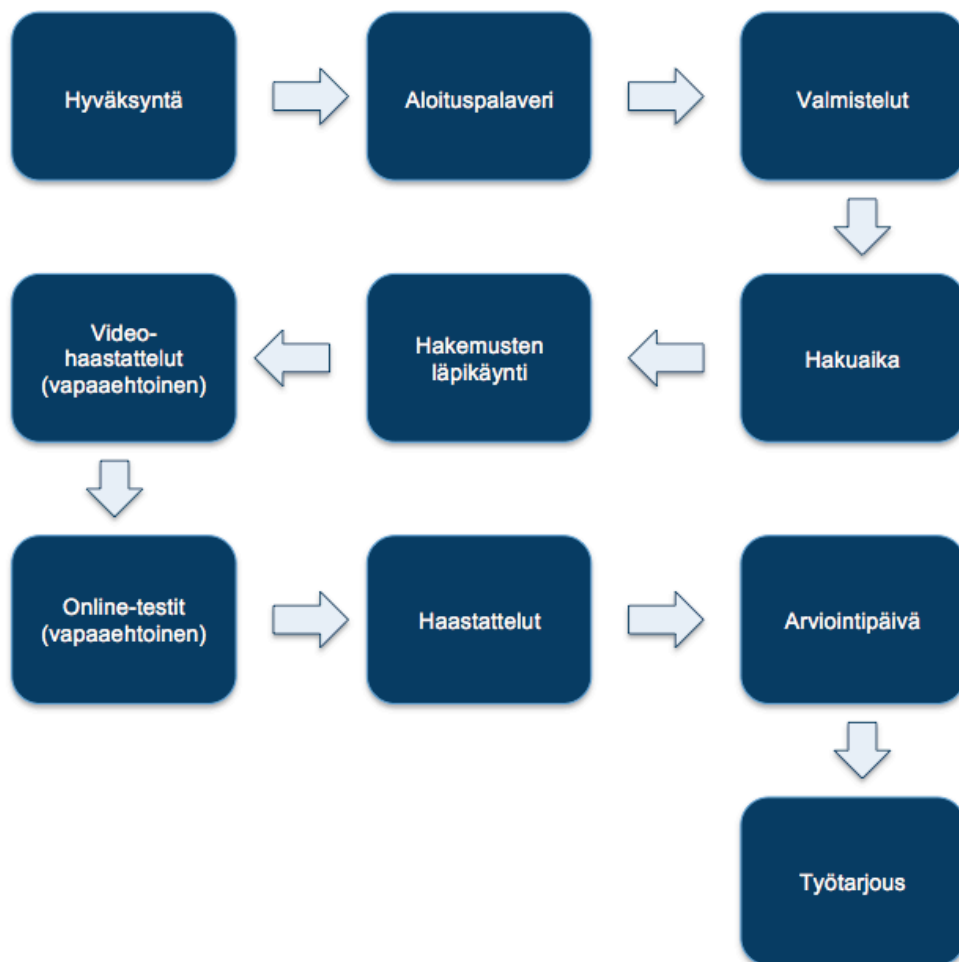 Hyväksyntä
Aloituspalaveri
Valmistelut
Hakuaika
Hakemusten
läpikäynti
Video-
haastattelut
(vapaaehtoinen)
Online-testit
(vapaaehtoinen)
Haastattelut
Arviointipäivä
Työtarjous